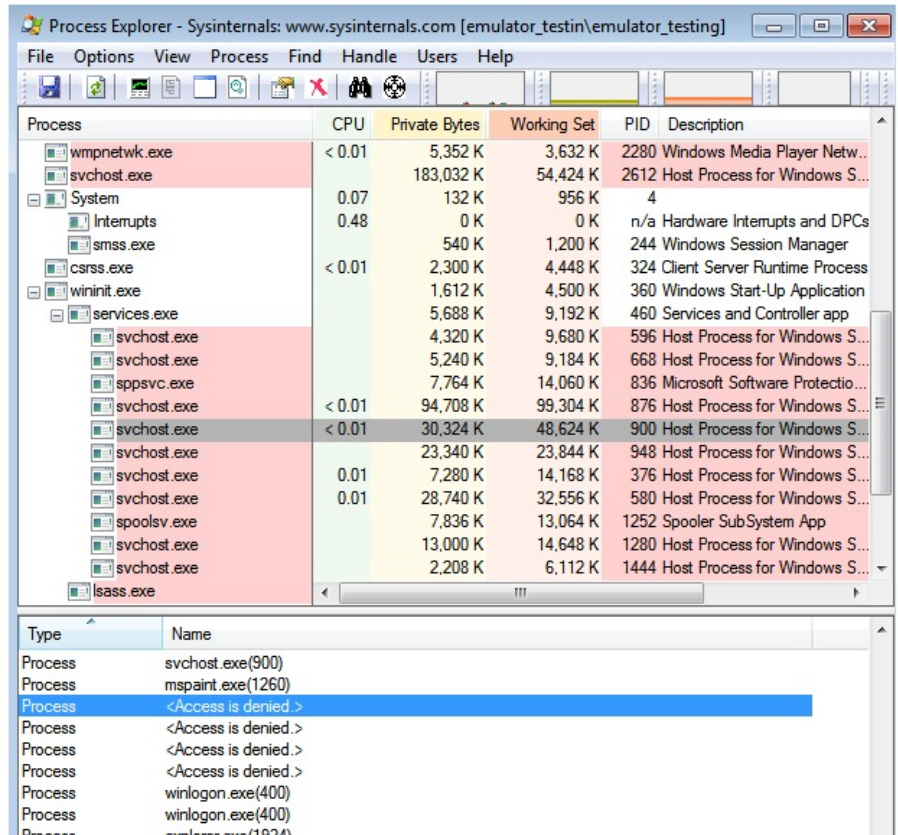 Process Explorer - Sysinternals: www.sysinternals.com [emulator_testin\emulator_testing]
File Options View Process Find Handle Users Help
Process CPU Private Bytes Working Set PID Description
wmpnetwk.exe < 0.01 5,352 K 3,632 K 2280 Windows Media Player Netw...
svchost.exe 183,032 K 54,424 K 2612 Host Process for Windows S...
System 0.07 132 K 956 K 4
Interrupts 0.48 0 K 0 K n/a Hardware Interrupts and DPCs
smss.exe 540 K 1,200 K 244 Windows Session Manager
csrss.exe < 0.01 2,300 K 4,448 K 324 Client Server Runtime Process
wininit.exe 1,612 K 4,500 K 360 Windows Start-Up Application
services.exe 5,688 K 9,192 K 460 Services and Controller app
svchost.exe 4,320 K 9,680 K 596 Host Process for Windows S...
svchost.exe 5,240 K 9,184 K 668 Host Process for Windows S...
sppsvc.exe 7,764 K 14,060 K 836 Microsoft Software Protectio...
svchost.exe < 0.01 94,708 K 99,304 K 876 Host Process for Windows S...
svchost.exe < 0.01 30,324 K 48,624 K 900 Host Process for Windows S...
svchost.exe 23,340 K 23,844 K 948 Host Process for Windows S...
svchost.exe 0.01 7,280 K 14,168 K 376 Host Process for Windows S...
svchost.exe 0.01 28,740 K 32,556 K 580 Host Process for Windows S...
spoolsv.exe 7,836 K 13,064 K 1252 Spooler SubSystem App
svchost.exe 13,000 K 14,648 K 1280 Host Process for Windows S...
svchost.exe 2,208 K 6,112 K 1444 Host Process for Windows S...
lsass.exe
Type Name
Process svchost.exe(900)
Process mspaint.exe(1260)
Process <Access is denied.>
Process <Access is denied.>
Process <Access is denied.>
Process <Access is denied.>
Process winlogon.exe(400)
Process winlogon.exe(400)
Process explorer.exe(1924)